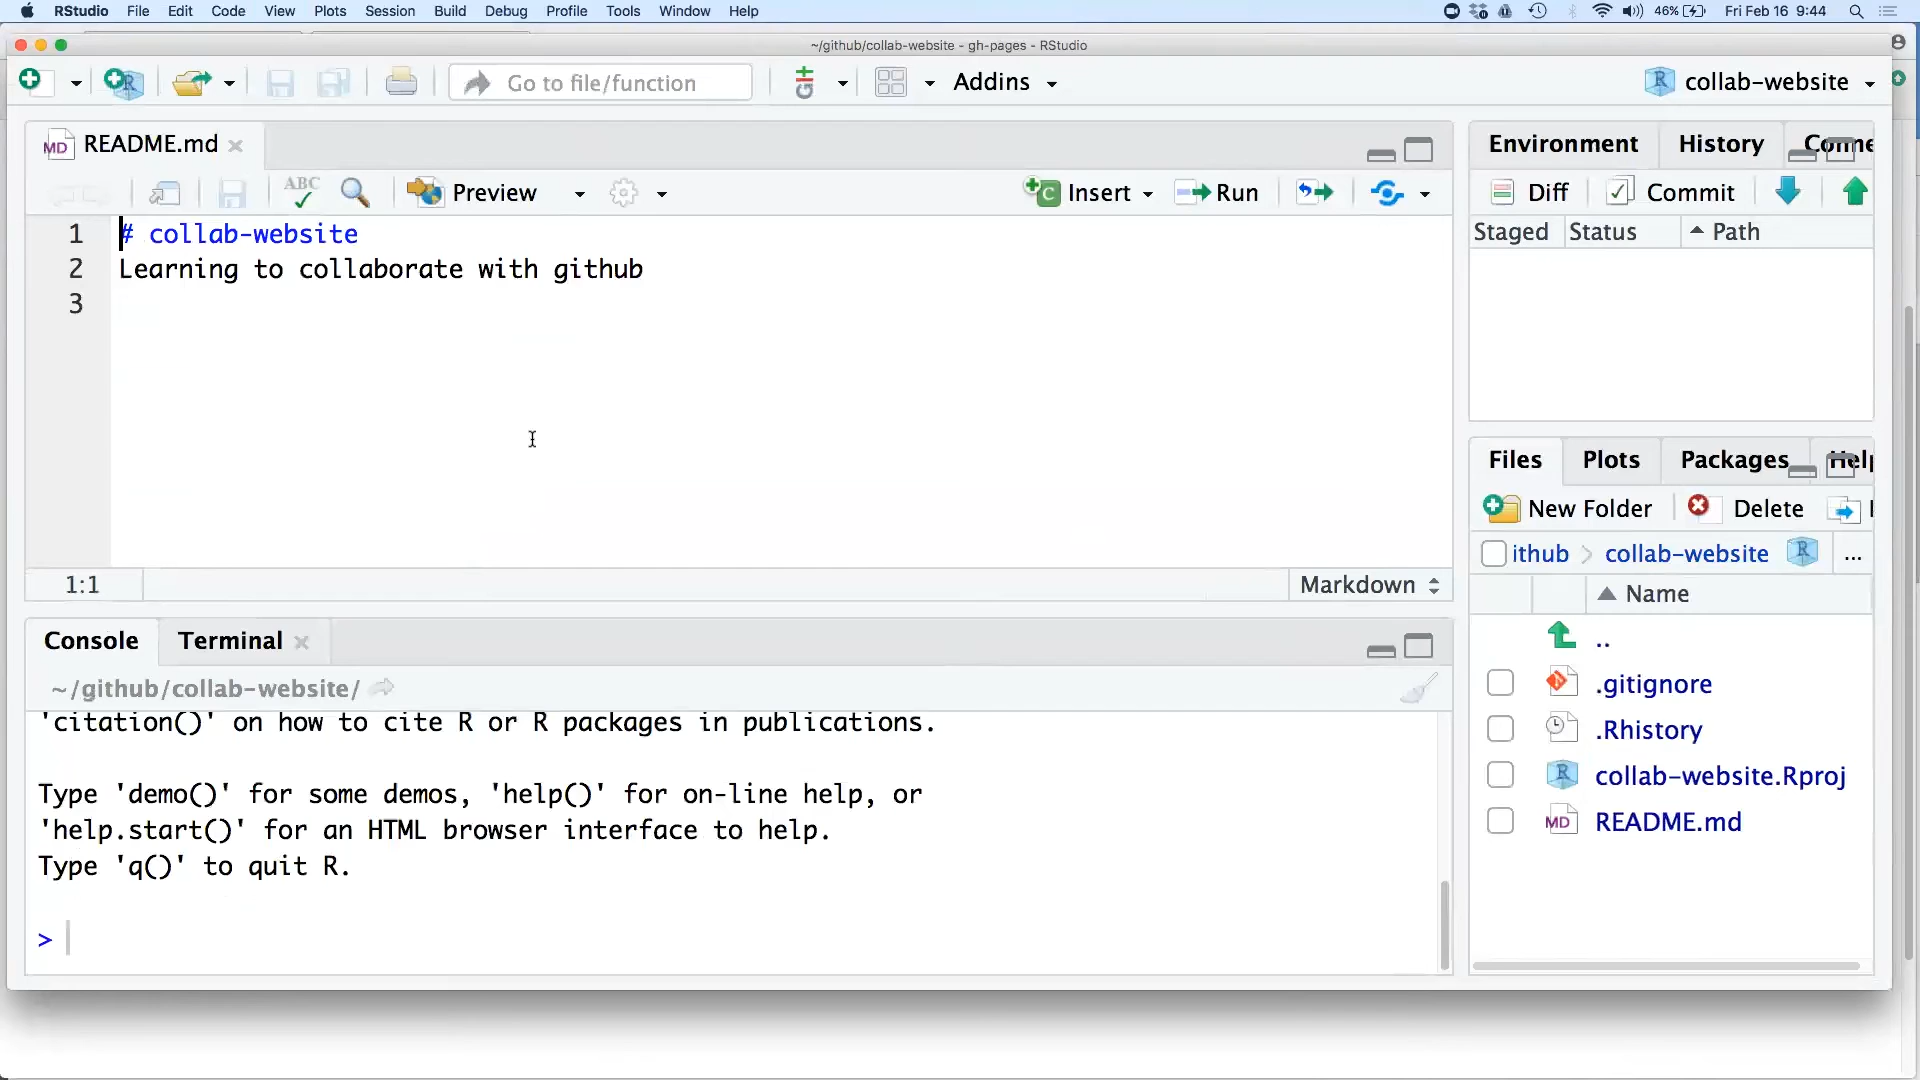 RStudio File Edit Code View Plots Session Build Debug Profile Tools Window Help 46% Fri Feb 16 9:44
~/github/collab-website - gh-pages - RStudio
Go to file/function Addins collab-website
README.md
ABC Preview Insert Run
1 # collab-website
2 Learning to collaborate with github
3
1:1 Markdown
Environment History Conne
Diff Commit
Staged Status Path
Console Terminal
~/github/collab-website/
'citation()' on how to cite R or R packages in publications.
Type 'demo()' for some demos, 'help()' for on-line help, or
'help.start()' for an HTML browser interface to help.
Type 'q()' to quit R.
>
Files Plots Packages Help
New Folder Delete
ithub collab-website ...
Name
..
.gitignore
.Rhistory
collab-website.Rproj
MD README.md